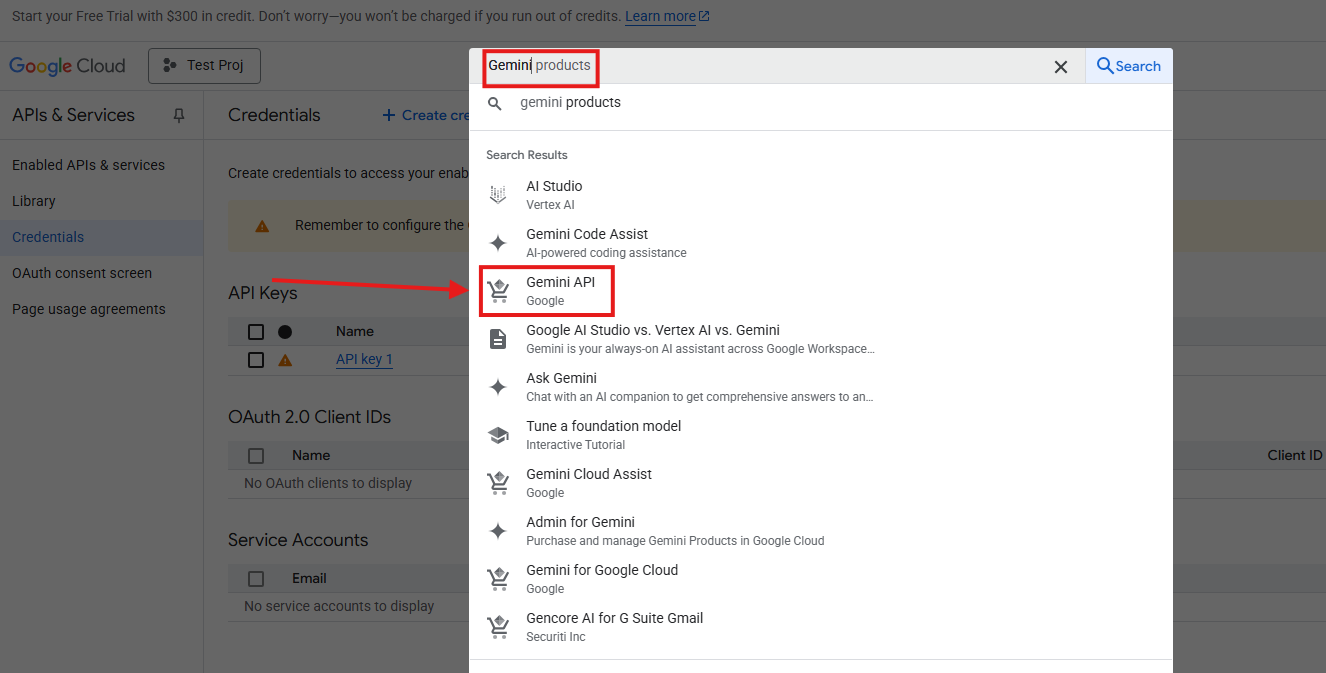 Start your Free Trial with $300 in credit. Don't worry—you won't be charged if you run out of credits. Learn more
Google Cloud
Test Proj
Gemini products
Search
gemini products
APIs & Services
Enabled APIs & services
Library
Credentials
OAuth consent screen
Page usage agreements
Credentials
Create cre
Create credentials to access your enab
Remember to configure the
API Keys
Name
API key 1
OAuth 2.0 Client IDs
Name
Client ID
No OAuth clients to display
Service Accounts
Email
No service accounts to display
Search Results
AI Studio
Vertex AI
Gemini Code Assist
AI-powered coding assistance
Gemini API
Google
Google AI Studio vs. Vertex AI vs. Gemini
Gemini is your always-on AI assistant across Google Workspace...
Ask Gemini
Chat with an AI companion to get comprehensive answers to an...
Tune a foundation model
Interactive Tutorial
Gemini Cloud Assist
Google
Admin for Gemini
Purchase and manage Gemini Products in Google Cloud
Gemini for Google Cloud
Google
Gencore AI for G Suite Gmail
Securiti Inc